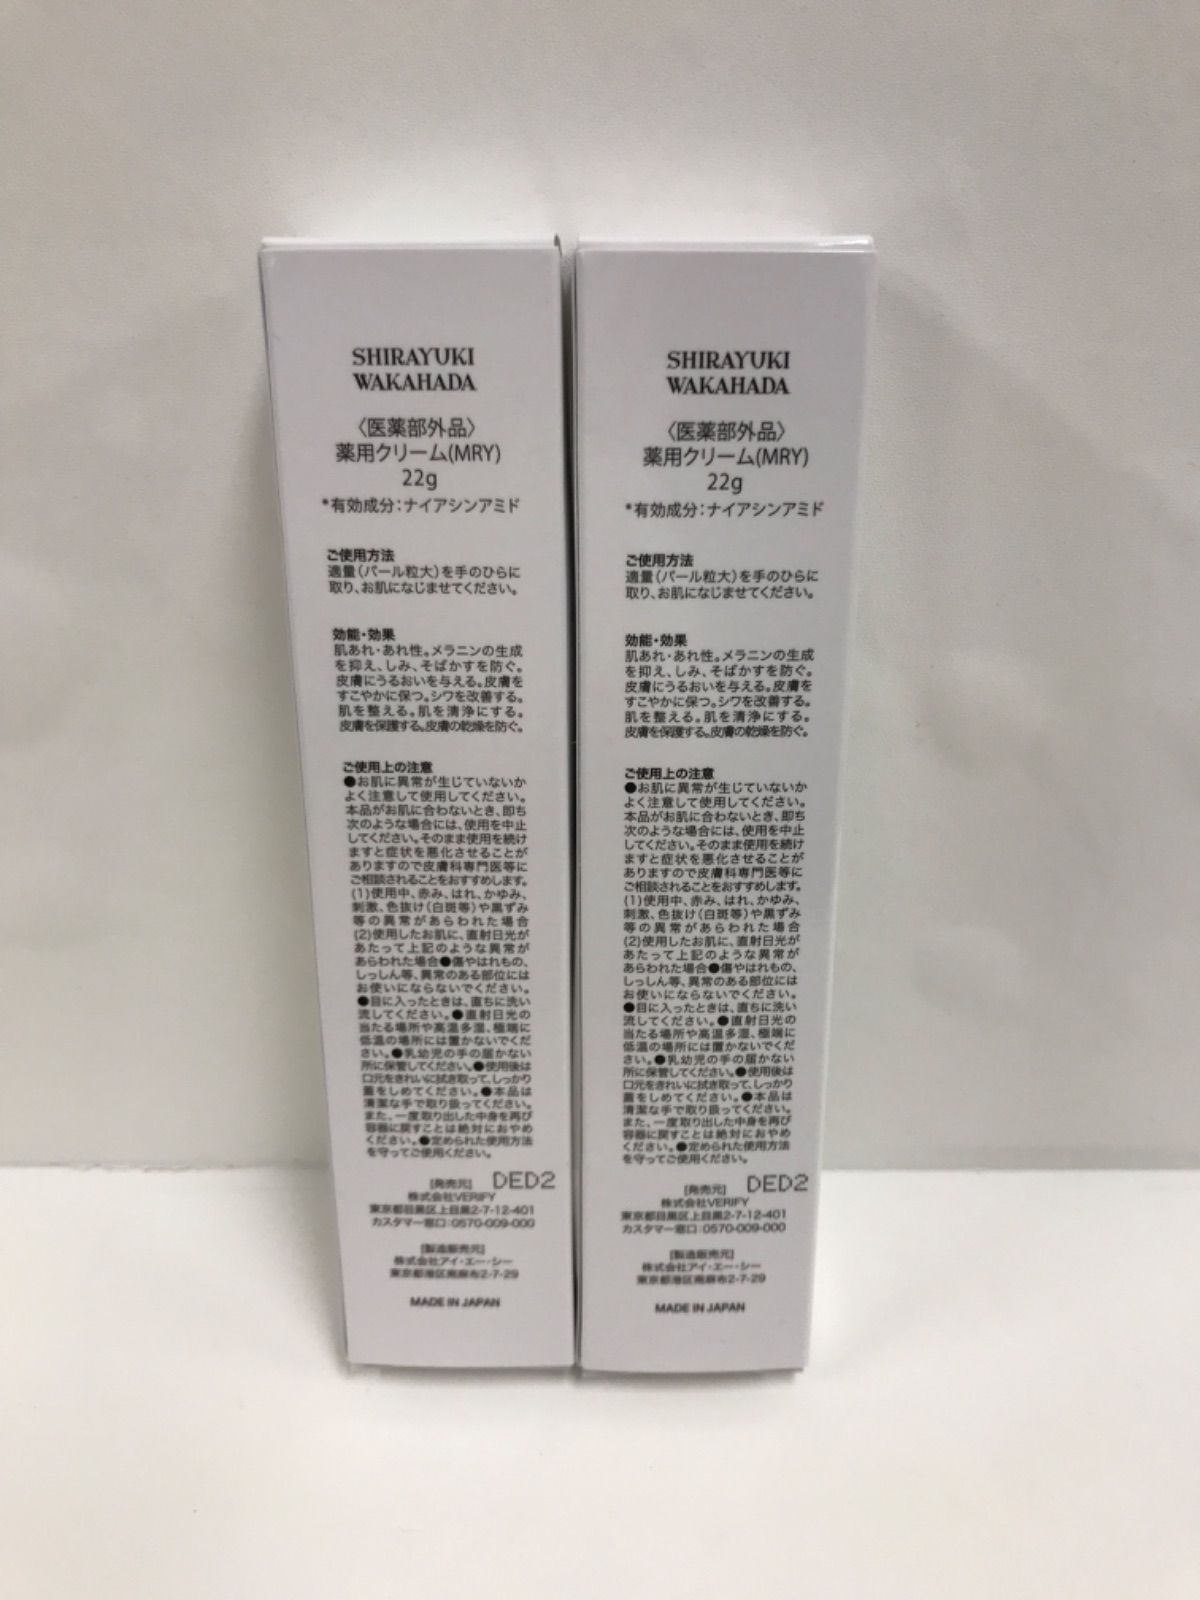 SHIRAYUKI
WAKAHADA
〈医薬部外品〉
薬用クリーム(MRY)
22g
*有効成分:ナイアシンアミド
ご使用方法
適量(パール粒大)を手のひらに
取り、お肌になじませてください。
効能・効果
肌あれ・あれ性。メラニンの生成
を抑え、しみ、そばかすを防ぐ。
皮膚にうるおいを与える。皮膚を
すこやかに保つ。シワを改善する。
肌を整える。肌を清浄にする。
皮膚を保護する。皮膚の乾燥を防ぐ。
ご使用上の注意
●お肌に異常が生じていないか
よく注意して使用してください。
本品がお肌に合わないとき、即ち
次のような場合には、使用を中止
してください。そのまま使用を続け
ますと症状を悪化させることが
ありますので皮膚科専門医等に
ご相談されることをおすすめします。
(1)使用中、赤み、はれ、かゆみ、
刺激、色抜け(白斑等)や黒ずみ
等の異常があらわれた場合
(2)使用したお肌に、直射日光が
あたって上記のような異常が
あらわれた場合●傷やはれもの、
しっしん等、異常のある部位には
お使いにならないでください。
●目に入ったときは、直ちに洗い
流してください。●直射日光の
当たる場所や高温多湿、極端に
低温の場所には置かないでくだ
さい。●乳幼児の手の届かない
所に保管してください。●使用後は
口元をきれいに拭き取って、しっかり
蓋をしめてください。●本品は
清潔な手で取り扱ってください。
また、一度取り出した中身を再び
容器に戻すことは絶対におやめ
ください。●定められた使用方法
を守ってご使用ください。
DED2
[発売元]
株式会社VERIFY
東京都目黒区上目黒2-7-12-401
カスタマー窓口:0570-009-000
[製造販売元]
株式会社アイ・エー・シー
東京都港区南麻布2-7-29
MADE IN JAPAN
SHIRAYUKI
WAKAHADA
〈医薬部外品〉
薬用クリーム(MRY)
22g
*有効成分:ナイアシンアミド
ご使用方法
適量(パール粒大)を手のひらに
取り、お肌になじませてください。
効能・効果
肌あれ・あれ性。メラニンの生成
を抑え、しみ、そばかすを防ぐ。
皮膚にうるおいを与える。皮膚を
すこやかに保つ。シワを改善する。
肌を整える。肌を清浄にする。
皮膚を保護する。皮膚の乾燥を防ぐ。
ご使用上の注意
●お肌に異常が生じていないか
よく注意して使用してください。
本品がお肌に合わないとき、即ち
次のような場合には、使用を中止
してください。そのまま使用を続け
ますと症状を悪化させることが
ありますので皮膚科専門医等に
ご相談されることをおすすめします。
(1)使用中、赤み、はれ、かゆみ、
刺激、色抜け(白斑等)や黒ずみ
等の異常があらわれた場合
(2)使用したお肌に、直射日光が
あたって上記のような異常が
あらわれた場合●傷やはれもの、
しっしん等、異常のある部位には
お使いにならないでください。
●目に入ったときは、直ちに洗い
流してください。●直射日光の
当たる場所や高温多湿、極端に
低温の場所には置かないでくだ
さい。●乳幼児の手の届かない
所に保管してください。●使用後は
口元をきれいに拭き取って、しっかり
蓋をしめてください。●本品は
清潔な手で取り扱ってください。
また、一度取り出した中身を再び
容器に戻すことは絶対におやめ
ください。●定められた使用方法
を守ってご使用ください。
DED2
[発売元]
株式会社VERIFY
東京都目黒区上目黒2-7-12-401
カスタマー窓口:0570-009-000
[製造販売元]
株式会社アイ・エー・シー
東京都港区南麻布2-7-29
MADE IN JAPAN